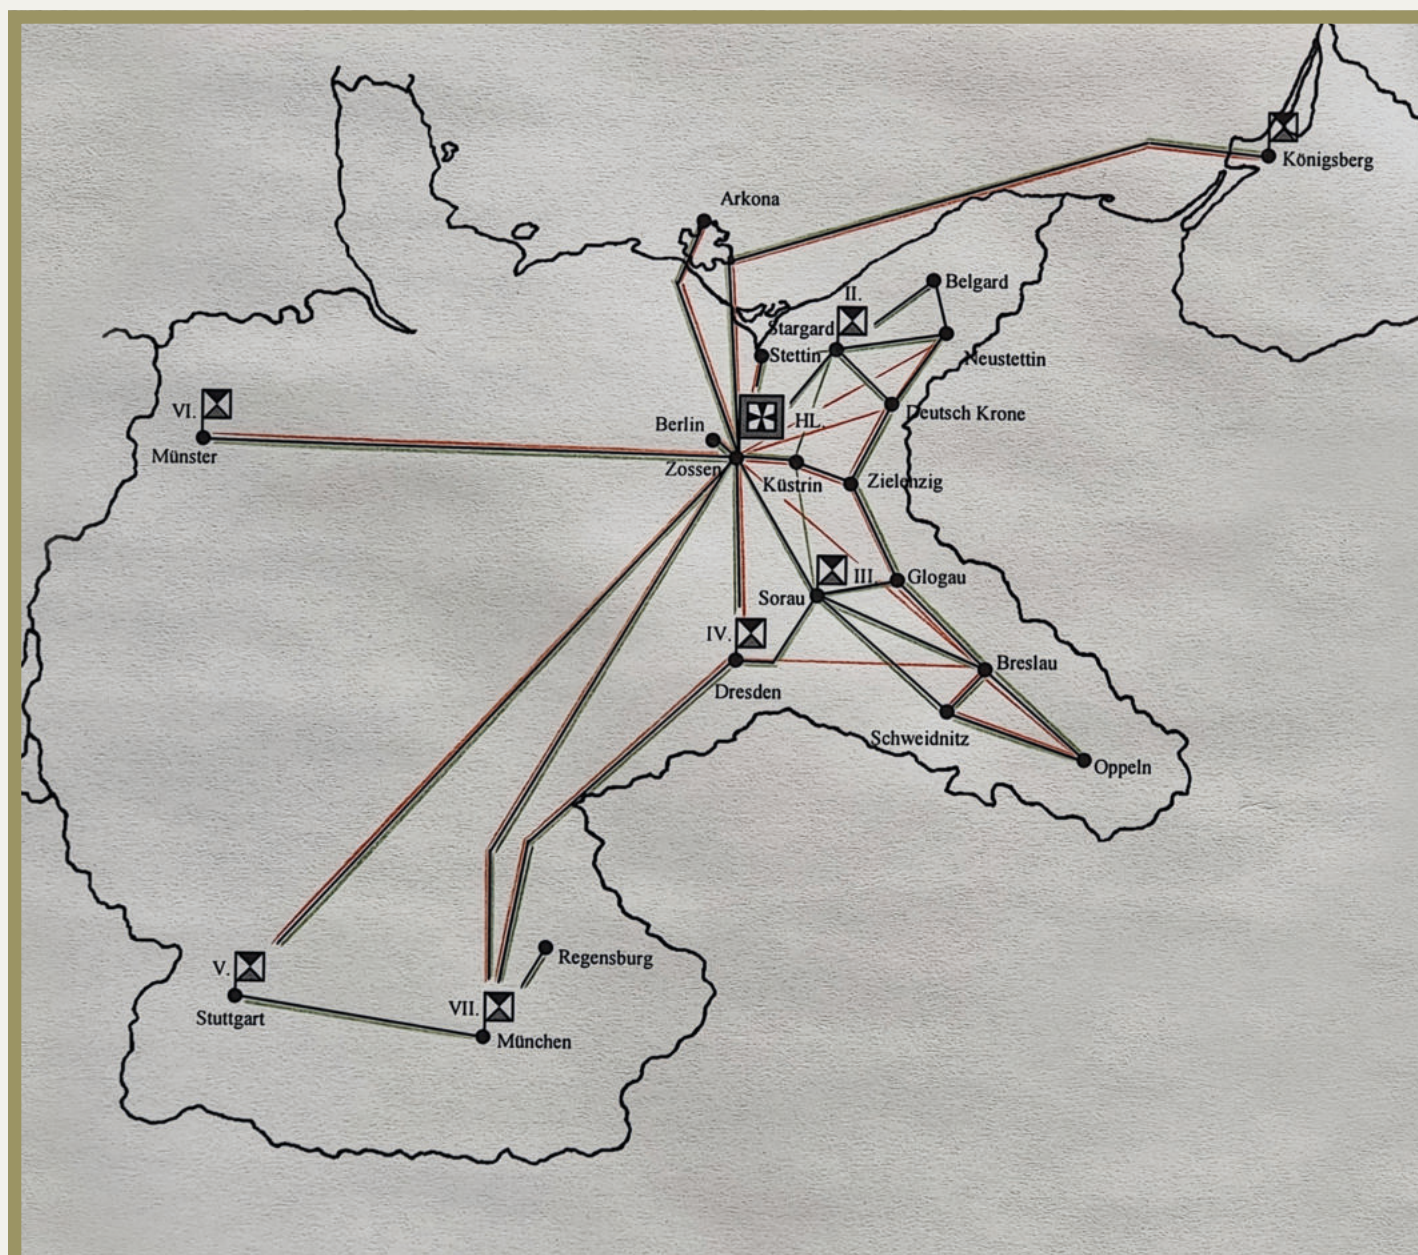 Königsberg
Arkona
Belgard
II.
Stargard
Stettin
Neustettin
VI.
Münster
Berlin
HL.
Deutsch Krone
Zossen
Küstrin
Zielenzig
III.
Glogau
Sorau
IV.
Dresden
Breslau
Schweidnitz
Oppeln
V.
Stuttgart
Regensburg
VII.
München